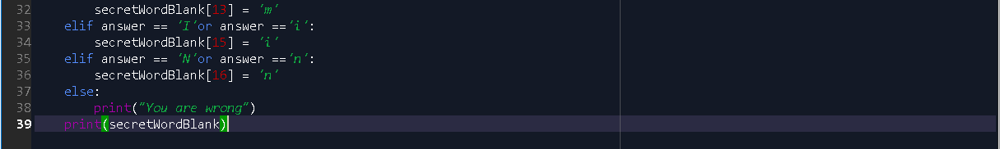 32 secretWordBlank[13] = 'm'
33 elif answer == 'I'or answer =='i':
34 secretWordBlank[15] = 'i'
35 elif answer == 'N'or answer =='n':
36 secretWordBlank[16] = 'n'
37 else:
38 print("You are wrong")
39 print(secretWordBlank)